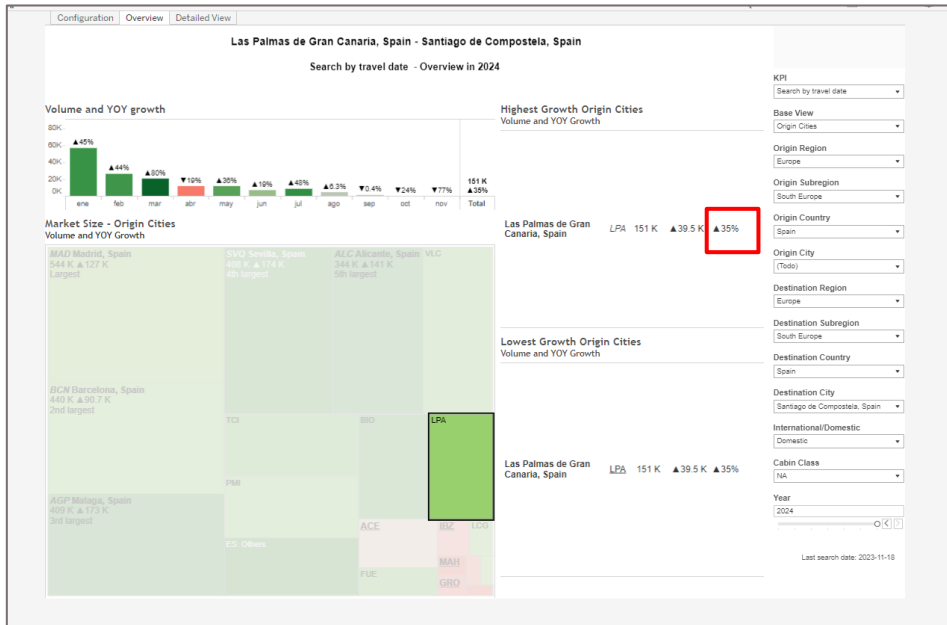 Configuration Overview Detailed View
Las Palmas de Gran Canaria, Spain - Santiago de Compostela, Spain
Search by travel date - Overview in 2024
Volume and YOY growth
80K
60K
40K
20K
0K
▲45%
▲44%
▲80%
▼19%
▲36%
▲19%
▲48%
▲6.3%
▼0.4%
▼24%
▼77%
151 K
▲35%
ene feb mar abr may jun jul ago sep oct nov Total
Market Size - Origin Cities
Volume and YOY Growth
MAD Madrid, Spain
544 K ▲127 K
Largest
SVQ Sevilla, Spain
408 K ▲174 K
4th largest
ALC Alicante, Spain
344 K ▲141 K
5th largest
VLC
BCN Barcelona, Spain
440 K ▲90.7 K
2nd largest
TCI
BIO
LPA
PMI
AGP Malaga, Spain
409 K ▲173 K
3rd largest
ACE
IBZ
LCG
ES, Others
MAH
FUE
GRO
Highest Growth Origin Cities
Volume and YOY Growth
Las Palmas de Gran
Canaria, Spain
LPA 151 K ▲39.5 K ▲35%
Lowest Growth Origin Cities
Volume and YOY Growth
Las Palmas de Gran
Canaria, Spain
LPA 151 K ▲39.5 K ▲35%
KPI
Search by travel date
Base View
Origin Cities
Origin Region
Europe
Origin Subregion
South Europe
Origin Country
Spain
Origin City
(Todo)
Destination Region
Europe
Destination Subregion
South Europe
Destination Country
Spain
Destination City
Santiago de Compostela, Spain
International/Domestic
Domestic
Cabin Class
NA
Year
2024
Last search date: 2023-11-18